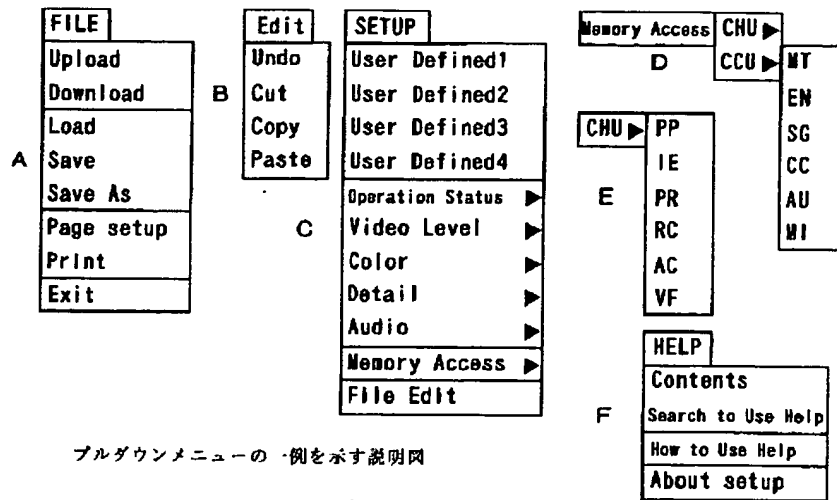 FILE
Upload
Download
Load
Save
Save As
Page setup
Print
Exit
A
Edit
Undo
Cut
Copy
Paste
B
SETUP
User Defined1
User Defined2
User Defined3
User Defined4
Operation Status ▶
Video Level ▶
Color ▶
Detail ▶
Audio ▶
Memory Access ▶
File Edit
C
Memory Access CHU ▶
CCU ▶ MT
EN
SG
CC
AU
MI
D
CHU ▶ PP
IE
PR
RC
AC
VF
E
HELP
Contents
Search to Use Help
How to Use Help
About setup
F
プルダウンメニューの一例を示す説明図